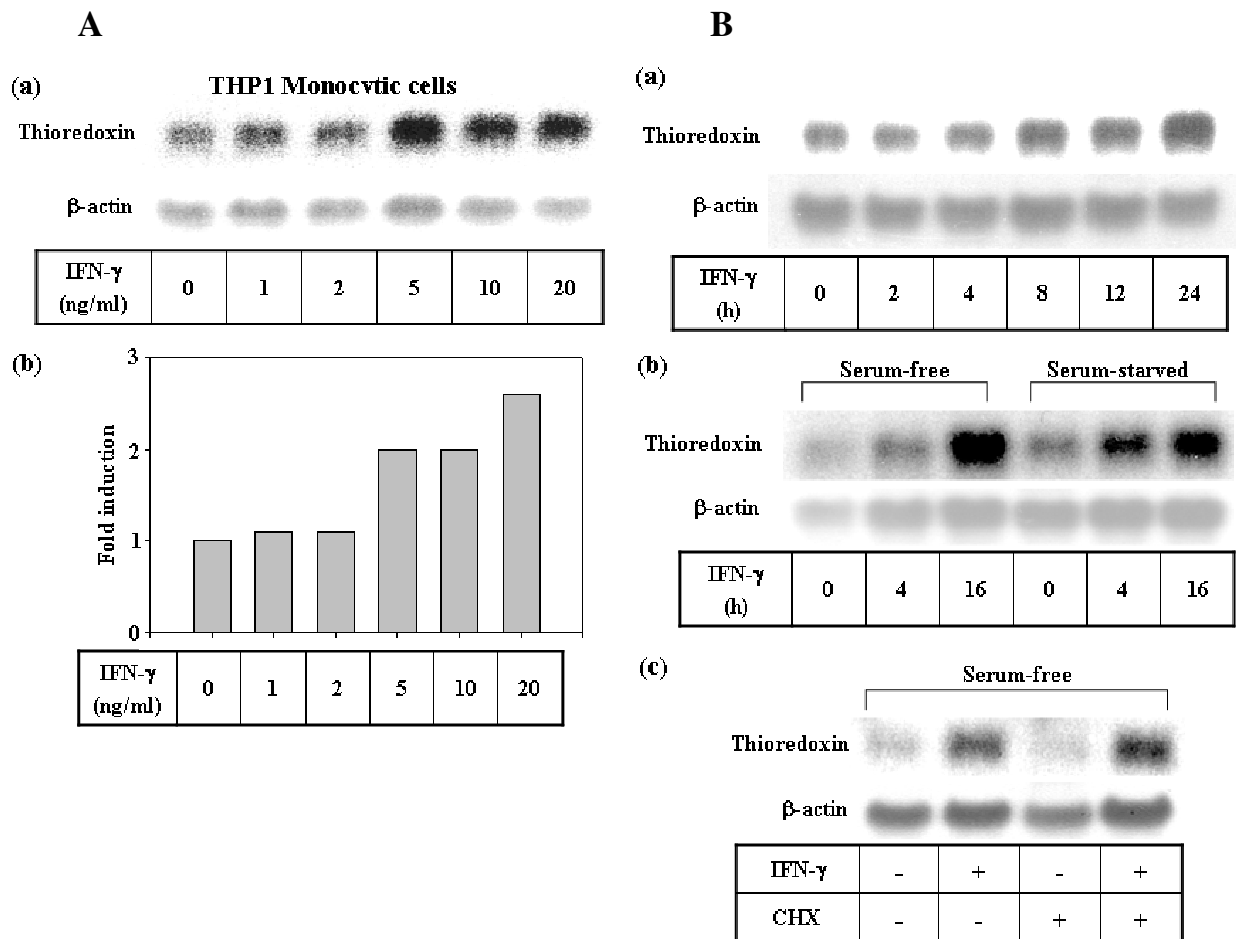 A
(a)
THP1 Monocytic cells
Thioredoxin
β-actin
IFN-γ (ng/ml) 0 1 2 5 10 20
(b)
3
2
1
0
Fold induction
IFN-γ (ng/ml) 0 1 2 5 10 20
B
(a)
Thioredoxin
β-actin
IFN-γ (h) 0 2 4 8 12 24
(b)
Serum-free Serum-starved
Thioredoxin
β-actin
IFN-γ (h) 0 4 16 0 4 16
(c)
Serum-free
Thioredoxin
β-actin
IFN-γ - + - +
CHX - - + +